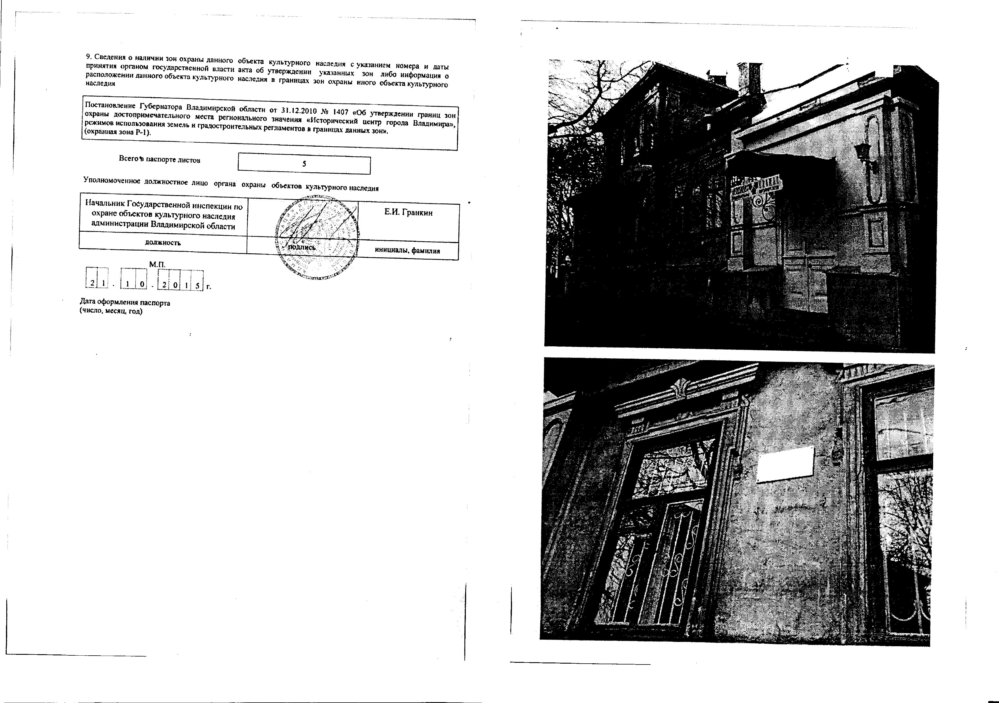 9. Сведения о наличии зон охраны данного объекта культурного наследия с указанием номера и даты
принятия органом государственной власти акта об утверждении указанных зон либо информация о
расположении данного объекта культурного наследия в границах зон охраны иного объекта культурного
наследия
Постановление Губернатора Владимирской области от 31.12.2010 № 1407 «Об утверждении границ зон
охраны достопримечательного места регионального значения «Исторический центр города Владимира»,
режимов использования земель и градостроительных регламентов в границах данных зон».
(охранная зона Р-1).
Всего в паспорте листов
5
Уполномоченное должностное лицо органа охраны объектов культурного наследия
Начальник Государственной инспекции по
охране объектов культурного наследия
администрации Владимирской области
Е.И. Гранкин
должность
подпись
инициалы, фамилия
М.П.
21.10.2015 г.
Дата оформления паспорта
(число, месяц, год)